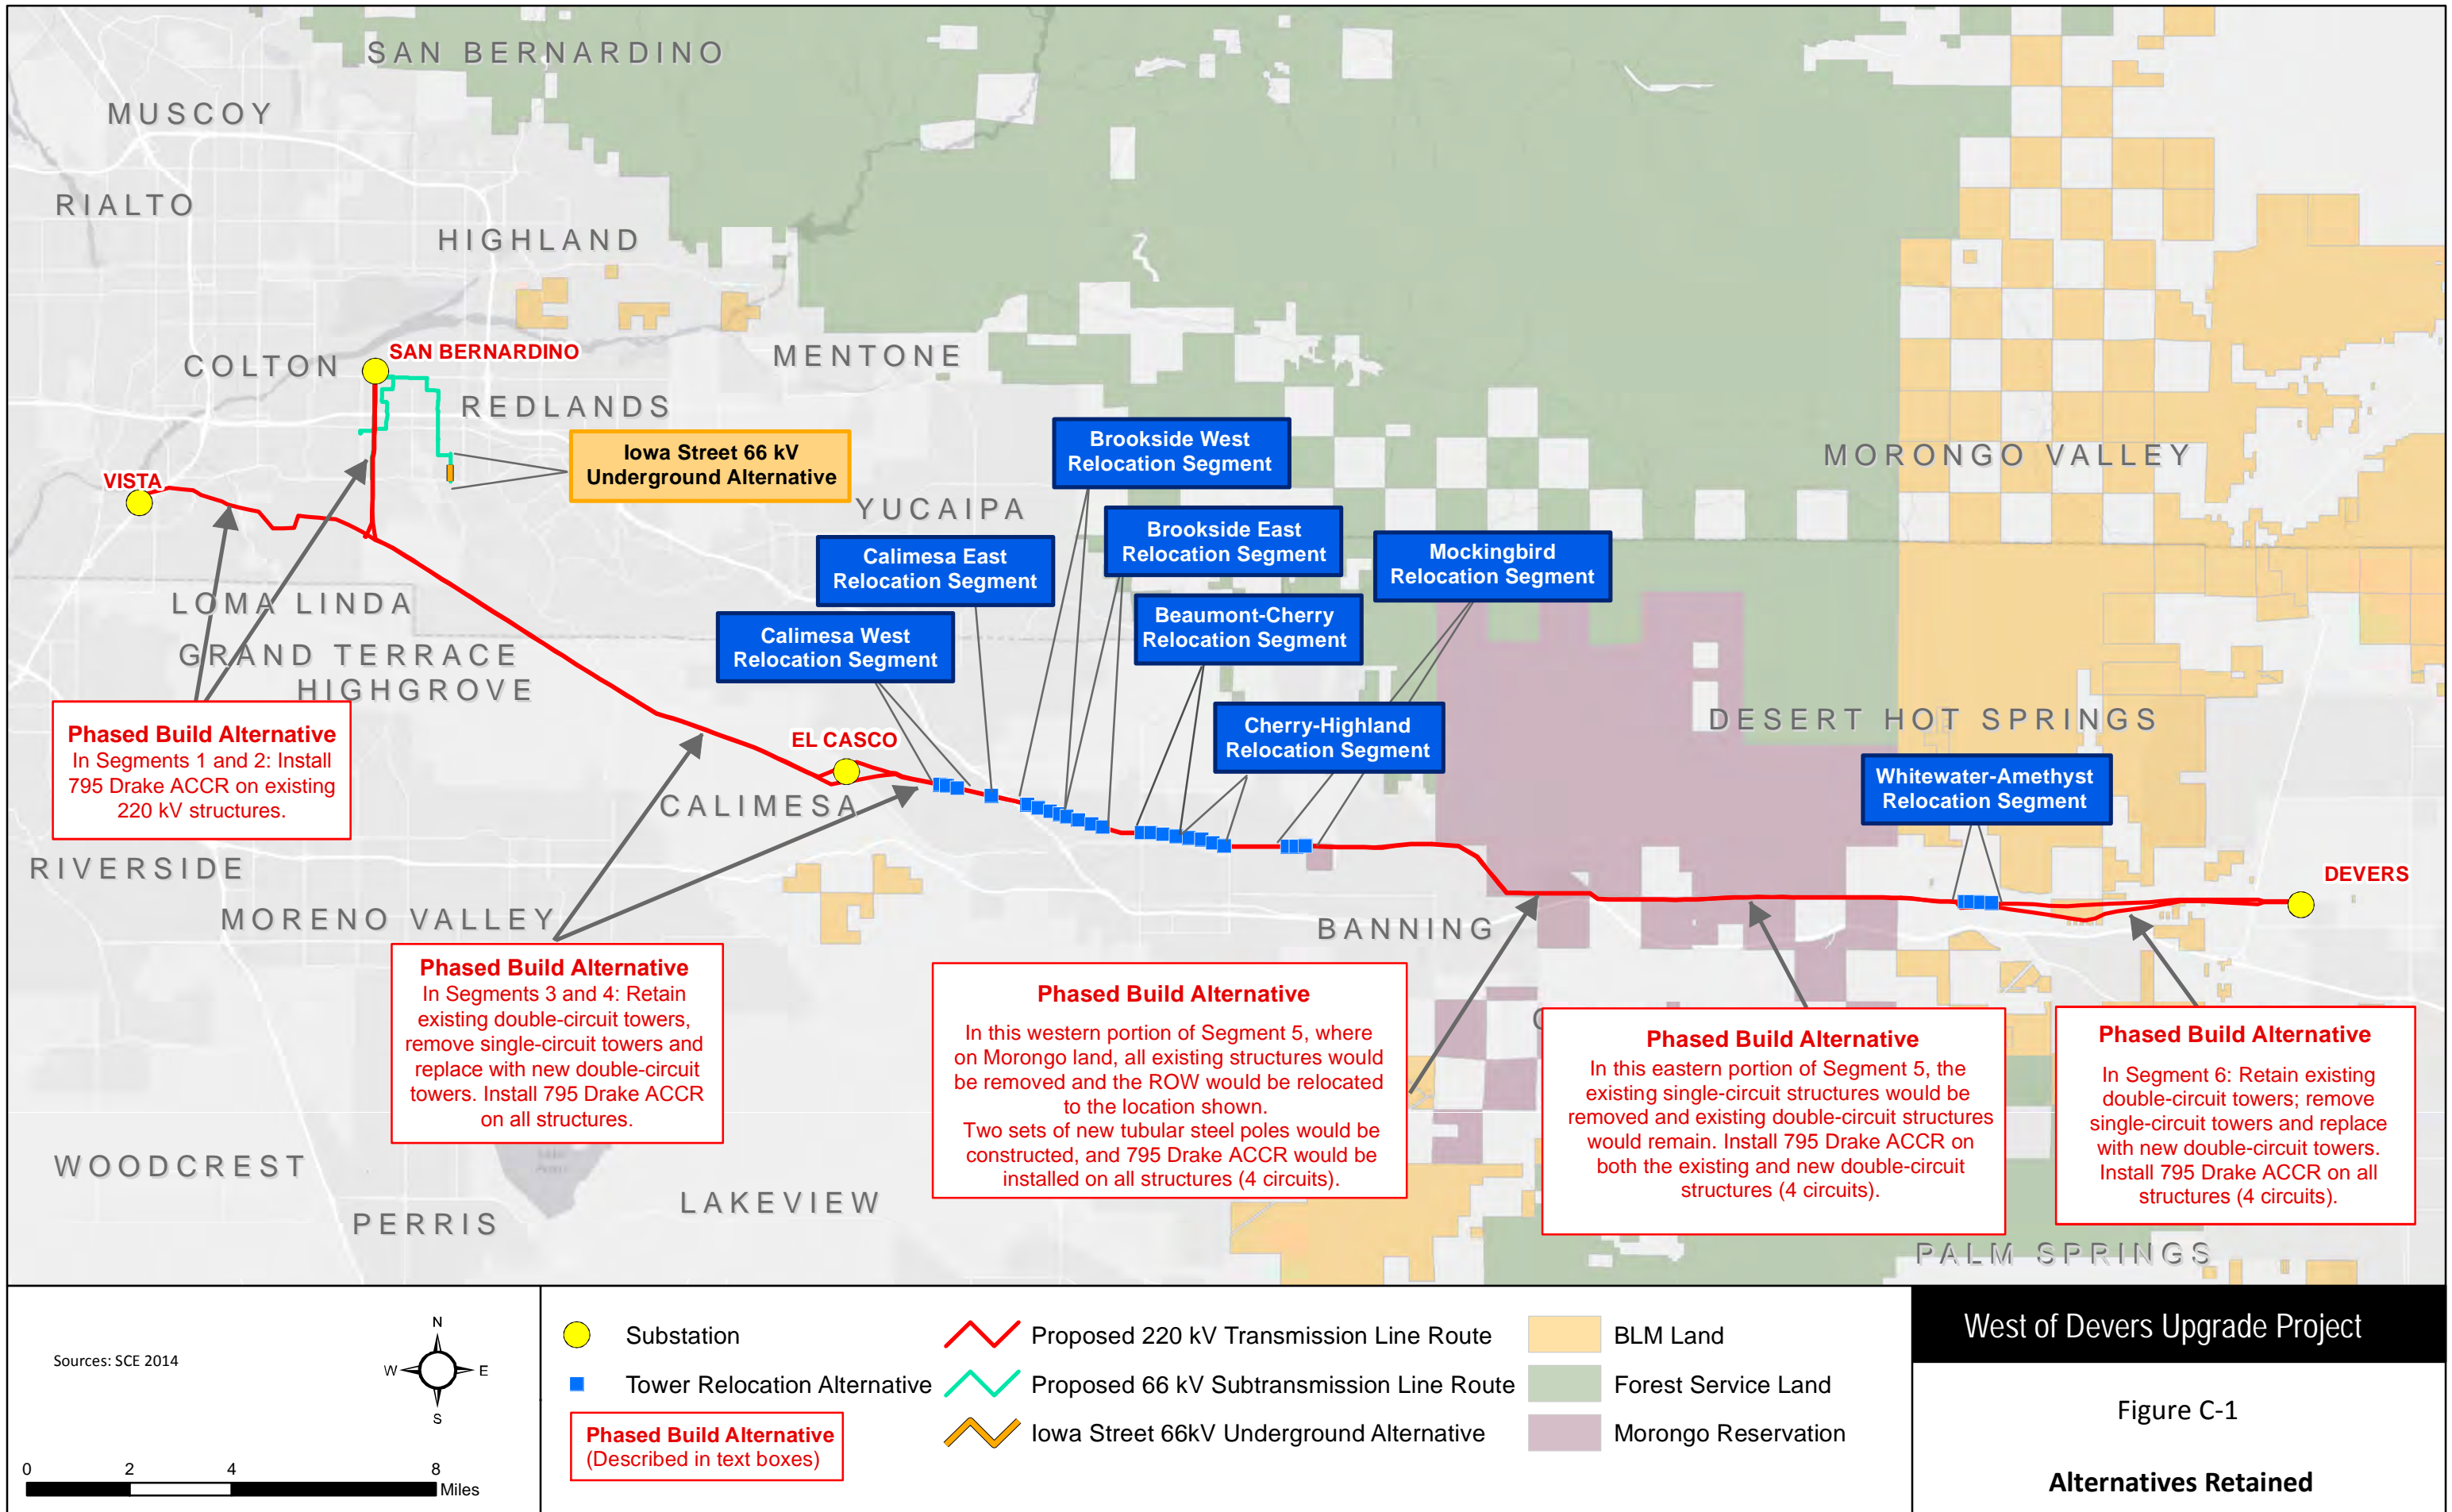 SAN BERNARDINO
MUSCOY
RIALTO
HIGHLAND
COLTON
SAN BERNARDINO
MENTONE
REDLANDS
Iowa Street 66 kV
Underground Alternative
VISTA
YUCAIPA
MORONGO VALLEY
Brookside West
Relocation Segment
Brookside East
Relocation Segment
Calimesa East
Relocation Segment
Mockingbird
Relocation Segment
Beaumont-Cherry
Relocation Segment
Calimesa West
Relocation Segment
Cherry-Highland
Relocation Segment
LOMA LINDA
GRAND TERRACE
HIGHGROVE
DESERT HOT SPRINGS
Whitewater-Amethyst
Relocation Segment
EL CASCO
CALIMESA
DEVERS
RIVERSIDE
MORENO VALLEY
BANNING
Phased Build Alternative
In Segments 1 and 2: Install
795 Drake ACCR on existing
220 kV structures.
Phased Build Alternative
In Segments 3 and 4: Retain
existing double-circuit towers,
remove single-circuit towers and
replace with new double-circuit
towers. Install 795 Drake ACCR
on all structures.
Phased Build Alternative
In this western portion of Segment 5, where
on Morongo land, all existing structures would
be removed and the ROW would be relocated
to the location shown.
Two sets of new tubular steel poles would be
constructed, and 795 Drake ACCR would be
installed on all structures (4 circuits).
Phased Build Alternative
In this eastern portion of Segment 5, the
existing single-circuit structures would be
removed and existing double-circuit structures
would remain. Install 795 Drake ACCR on
both the existing and new double-circuit
structures (4 circuits).
Phased Build Alternative
In Segment 6: Retain existing
double-circuit towers; remove
single-circuit towers and replace
with new double-circuit towers.
Install 795 Drake ACCR on all
structures (4 circuits).
WOODCREST
PERRIS
LAKEVIEW
PALM SPRINGS
Sources: SCE 2014
N
W E
S
0 2 4 8
Miles
Substation
Tower Relocation Alternative
Phased Build Alternative
(Described in text boxes)
Proposed 220 kV Transmission Line Route
Proposed 66 kV Subtransmission Line Route
Iowa Street 66kV Underground Alternative
BLM Land
Forest Service Land
Morongo Reservation
West of Devers Upgrade Project
Figure C-1
Alternatives Retained